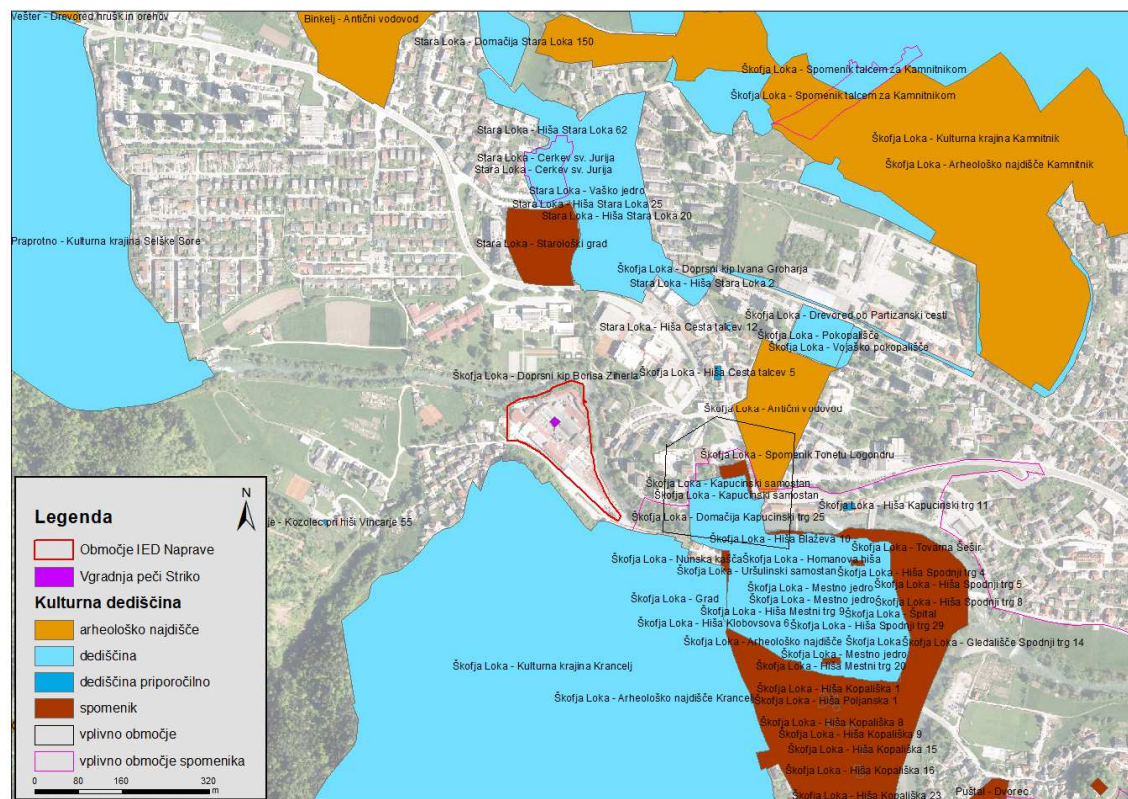 Vešter - Drevored hrušk in orehov
Binkelj - Antični vodovod
Stara Loka - Domačija Stara Loka 150
Škofja Loka - Spomenik talcem za Kamnitnikom
Škofja Loka - Spomenik talcem za Kamnitnikom
Stara Loka - Hiša Stara Loka 62
Škofja Loka - Kulturna krajina Kamnitnik
Stara Loka - Cerkev sv. Jurija
Škofja Loka - Arheološko najdišče Kamnitnik
Stara Loka - Cerkev sv. Jurija
Stara Loka - Vaško jedro
Stara Loka - Hiša Stara Loka 25
Stara Loka - Hiša Stara Loka 20
Praprotno - Kulturna krajina Selške Sore
Stara Loka - Starološki grad
Škofja Loka - Doprsni kip Ivana Groharja
Stara Loka - Hiša Stara Loka 2
Škofja Loka - Drevored ob Partizanski cesti
Stara Loka - Hiša Cesta talcev 12
Škofja Loka - Pokopališče
Škofja Loka - Vojaško pokopališče
Škofja Loka - Doprsni kip Borisa Ziherla
Škofja Loka - Hiša Cesta talcev 5
Škofja Loka - Antični vodovod
Škofja Loka - Spomenik Tonetu Logondru
Škofja Loka - Kapucinski samostan
Škofja Loka - Kapucinski samostan
Škofja Loka - Hiša Kapucinski trg 11
Škofja Loka - Domačija Kapucinski trg 25
je - Kozolec pri hiši Vincarje 55
Škofja Loka - Hiša Blaževa 10
Škofja Loka - Tovarna Šešir
Škofja Loka - Nunska kašča
Škofja Loka - Homanova hiša
Škofja Loka - Uršulinski samostan
Škofja Loka - Hiša Spodnji trg 4
Škofja Loka - Hiša Spodnji trg 5
Škofja Loka - Mestno jedro
Škofja Loka - Grad
Škofja Loka - Mestno jedro
Škofja Loka - Hiša Spodnji trg 8
Škofja Loka - Hiša Mestni trg 9
Škofja Loka - Špital
Škofja Loka - Hiša Klobovsova 6
Škofja Loka - Hiša Spodnji trg 29
Škofja Loka - Arheološko najdišče Škofja Loka
Škofja Loka - Gledališče Spodnji trg 14
Škofja Loka - Mestno jedro
Škofja Loka - Kulturna krajina Krancelj
Škofja Loka - Hiša Mestni trg 20
Škofja Loka - Hiša Kopališka 1
Škofja Loka - Arheološko najdišče Krancelj
Škofja Loka - Hiša Poljanska 1
Škofja Loka - Hiša Kopališka 8
Škofja Loka - Hiša Kopališka 9
Škofja Loka - Hiša Kopališka 15
Škofja Loka - Hiša Kopališka 16
Puštal - Dvorec
Škofja Loka - Hiša Kopališka 23
N
Legenda
Območje IED Naprave
Vgradnja peči Striko
Kulturna dediščina
arheološko najdišče
dediščina
dediščina priporočilno
spomenik
vplivno območje
vplivno območje spomenika
0 80 160 320
m